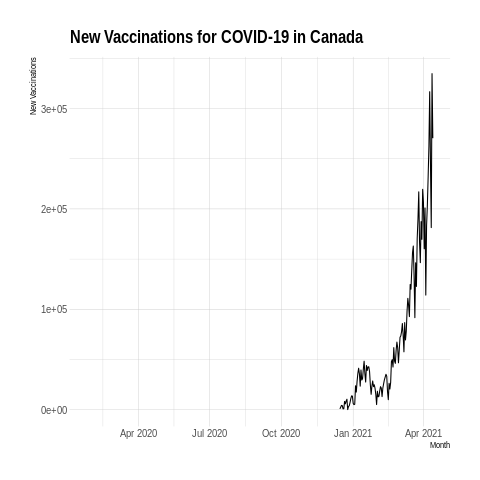 New Vaccinations for COVID-19 in Canada
New Vaccinations
3e+05
2e+05
1e+05
0e+00
Apr 2020 Jul 2020 Oct 2020 Jan 2021 Apr 2021
Month